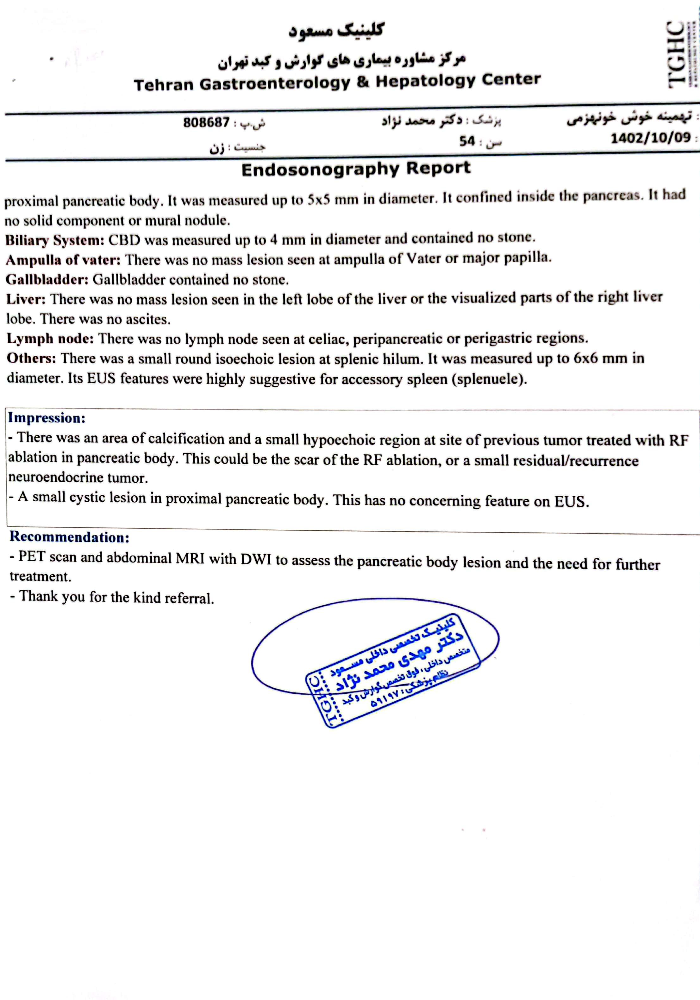 کلینیک مسعود
مرکز مشاوره بیماری های گوارش و کبد تهران
Tehran Gastroenterology & Hepatology Center
TGHC
: تهمینه خوش خونهزمی
پزشک : دکتر محمد نژاد
ش.پ : 808687
: 1402/10/09
سن : 54
جنسیت : زن
Endosonography Report
proximal pancreatic body. It was measured up to 5x5 mm in diameter. It confined inside the pancreas. It had
no solid component or mural nodule.
Biliary System: CBD was measured up to 4 mm in diameter and contained no stone.
Ampulla of vater: There was no mass lesion seen at ampulla of Vater or major papilla.
Gallbladder: Gallbladder contained no stone.
Liver: There was no mass lesion seen in the left lobe of the liver or the visualized parts of the right liver
lobe. There was no ascites.
Lymph node: There was no lymph node seen at celiac, peripancreatic or perigastric regions.
Others: There was a small round isoechoic lesion at splenic hilum. It was measured up to 6x6 mm in
diameter. Its EUS features were highly suggestive for accessory spleen (splenuele).
Impression:
- There was an area of calcification and a small hypoechoic region at site of previous tumor treated with RF
ablation in pancreatic body. This could be the scar of the RF ablation, or a small residual/recurrence
neuroendocrine tumor.
- A small cystic lesion in proximal pancreatic body. This has no concerning feature on EUS.
Recommendation:
- PET scan and abdominal MRI with DWI to assess the pancreatic body lesion and the need for further
treatment.
- Thank you for the kind referral.
کلینیک تخصصی داخلی مسعود
دکتر مهدی محمد نژاد
متخصص داخلی، فوق تخصص گوارش و کبد
نظام پزشکی: ۵۹۱۹۷
TGHC